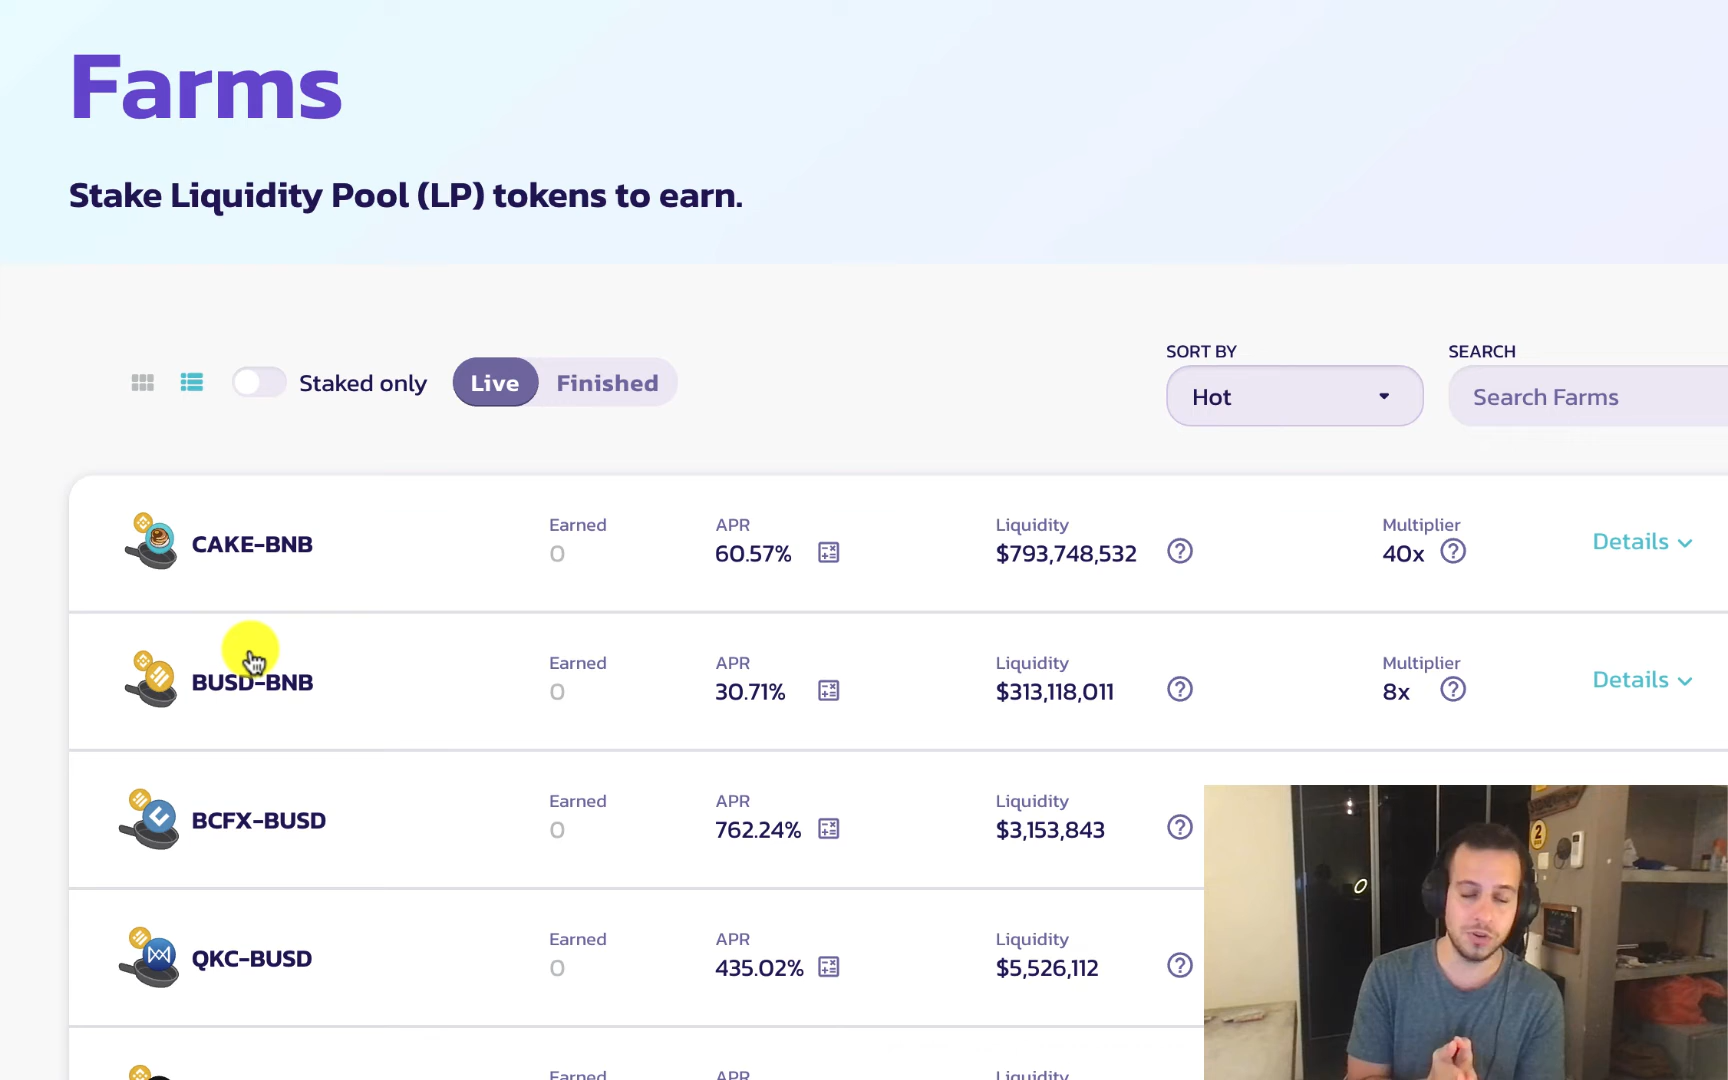 Farms
Stake Liquidity Pool (LP) tokens to earn.
Staked only
Live
Finished
SORT BY
Hot
SEARCH
Search Farms
CAKE-BNB
Earned
0
APR
60.57%
Liquidity
$793,748,532
Multiplier
40x
Details
BUSD-BNB
Earned
0
APR
30.71%
Liquidity
$313,118,011
Multiplier
8x
Details
BCFX-BUSD
Earned
0
APR
762.24%
Liquidity
$3,153,843
QKC-BUSD
Earned
0
APR
435.02%
Liquidity
$5,526,112
Earned
APR
Liquidity
2